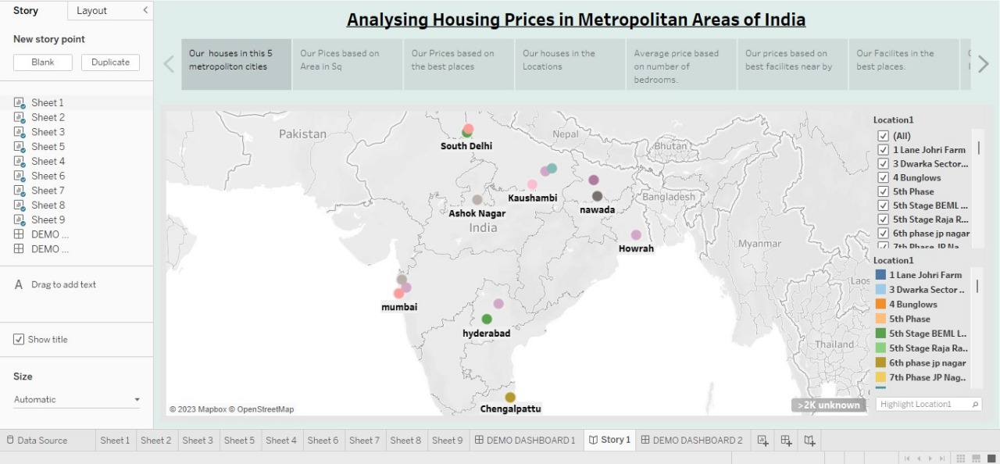 Story
Layout
New story point
Blank
Duplicate
Sheet 1
Sheet 2
Sheet 3
Sheet 5
Sheet 4
Sheet 6
Sheet 7
Sheet 8
Sheet 9
DEMO ...
DEMO ...
A Drag to add text
Show title
Size
Automatic
Analysing Housing Prices in Metropolitan Areas of India
Our houses in this 5
metropoliton cities
Our Pices based on
Area in Sq
Our Prices based on
the best places
Our houses in the
Locations
Average price based
on number of
bedrooms.
Our prices based on
best facilites near by
Our Facilites in the
best places.
Pakistan
Nepal
Bhutan
South Delhi
Kaushambi
Bangladesh
Ashok Nagar
nawada
India
Howrah
Myanmar
Laos
mumbai
hyderabad
Thailand
Chengalpattu
© 2023 Mapbox © OpenStreetMap
>2K unknown
Location1
(All)
1 Lane Johri Farm
3 Dwarka Sector...
4 Bunglows
5th Phase
5th Stage BEML ...
5th Stage Raja R...
6th phase jp nagar
7th Phase JP Na...
Location1
1 Lane Johri Farm
3 Dwarka Sector ..
4 Bunglows
5th Phase
5th Stage BEML L..
5th Stage Raja Ra..
6th phase jp nagar
7th Phase JP Nag..
Highlight Location1
Data Source
Sheet 1
Sheet 2
Sheet 3
Sheet 5
Sheet 4
Sheet 6
Sheet 7
Sheet 8
Sheet 9
DEMO DASHBOARD 1
Story 1
DEMO DASHBOARD 2